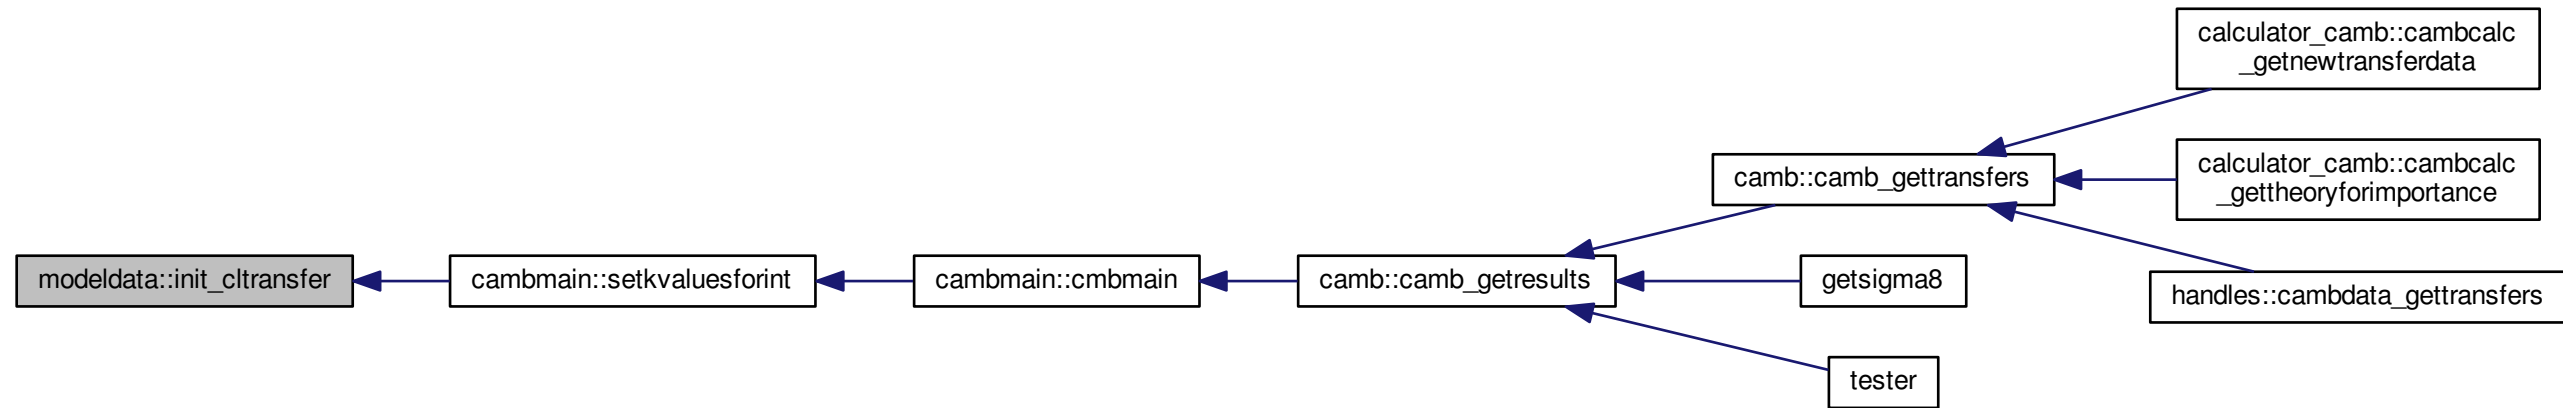 calculator_camb::cambcalc
_getnewtransferdata
calculator_camb::cambcalc
_gettheoryforimportance
camb::camb_gettransfers
modeldata::init_cltransfer
cambmain::setkvaluesforint
cambmain::cmbmain
camb::camb_getresults
getsigma8
handles::cambdata_gettransfers
tester